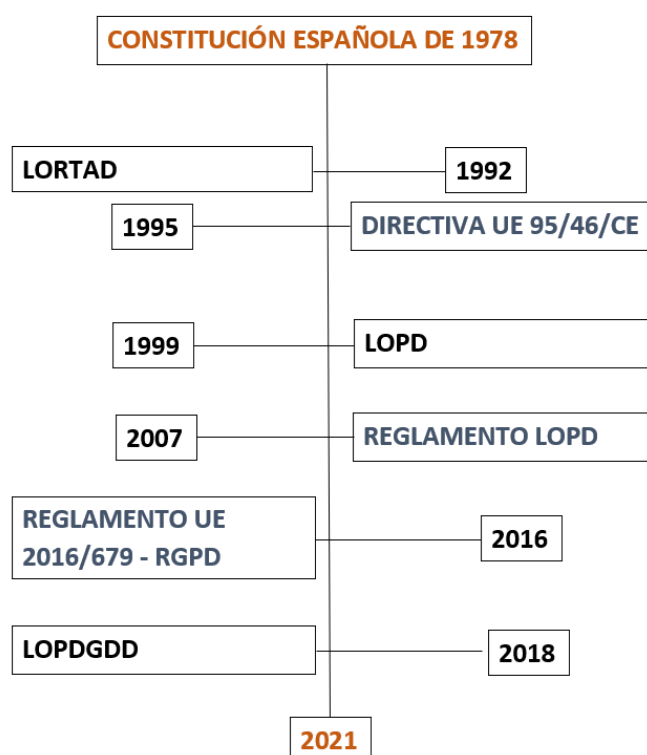 CONSTITUCIÓN ESPAÑOLA DE 1978
LORTAD
1992
1995
DIRECTIVA UE 95/46/CE
1999
LOPD
2007
REGLAMENTO LOPD
REGLAMENTO UE
2016/679 - RGPD
2016
LOPDGDD
2018
2021